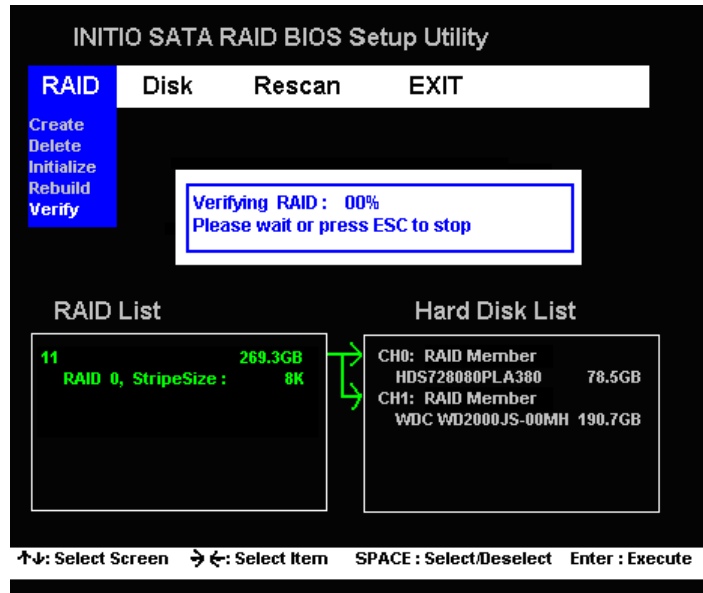 INITIO SATA RAID BIOS Setup Utility
RAID Disk Rescan EXIT
Create
Delete
Initialize
Rebuild
Verify
Verifying RAID : 00%
Please wait or press ESC to stop
RAID List
11 269.3GB
RAID 0, StripeSize : 8K
Hard Disk List
CH0: RAID Member
HDS728080PLA380 78.5GB
CH1: RAID Member
WDC WD2000JS-00MH 190.7GB
↑↓: Select Screen →←: Select Item SPACE : Select/Deselect Enter : Execute